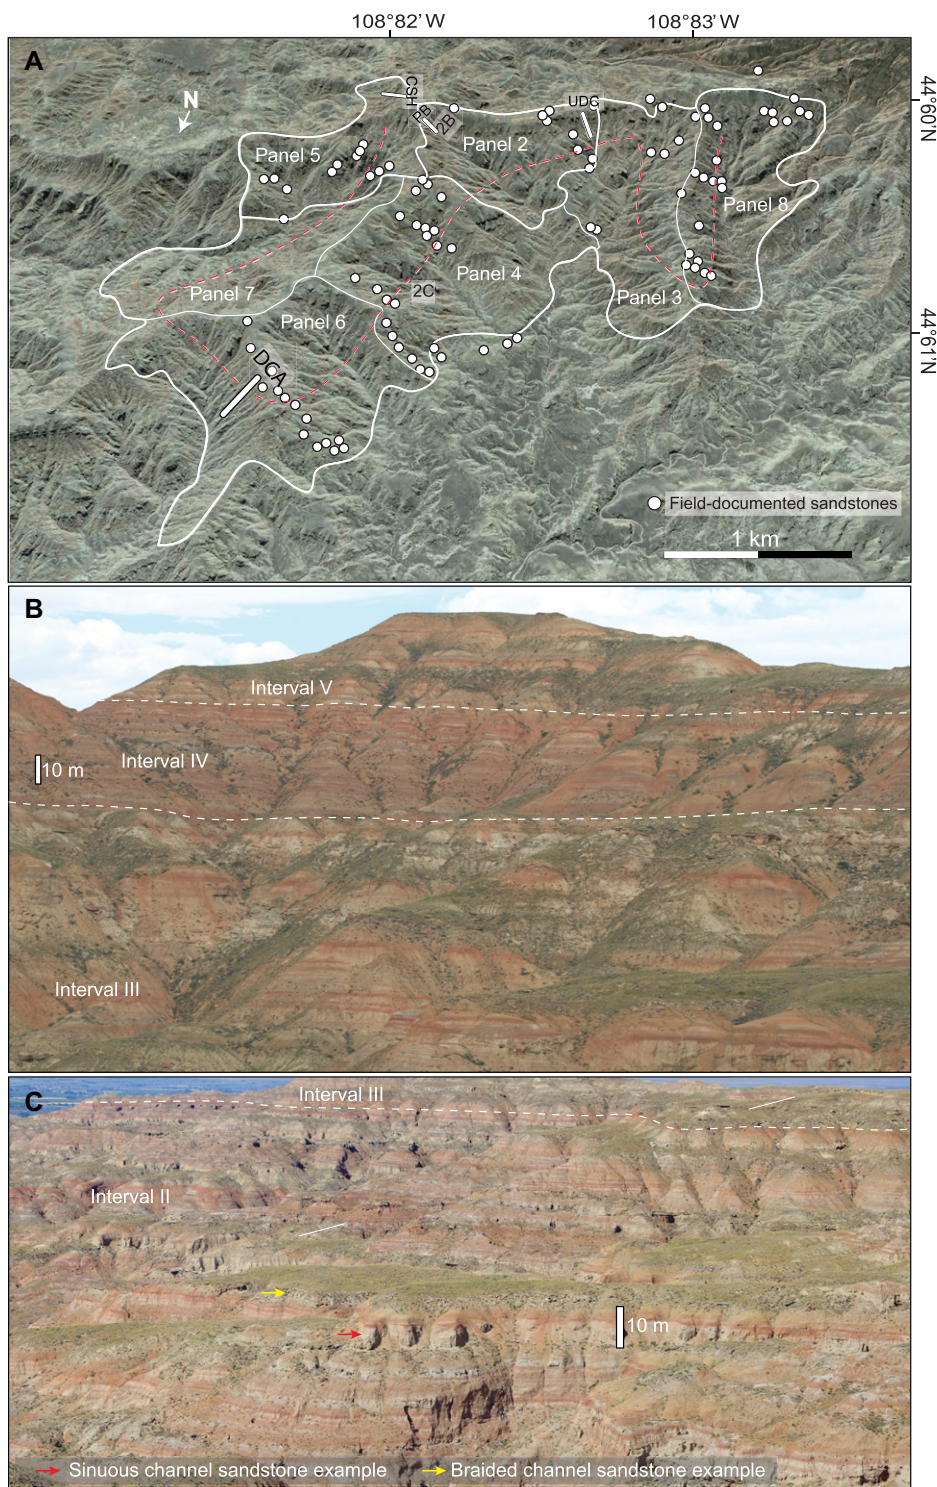 108°82' W
108°83' W
A
N
HSC
PB
2B
UDC
44°60'N
Panel 5
Panel 2
Panel 8
Panel 7
2C
Panel 4
Panel 3
Panel 6
44°61'N
DCA
Field-documented sandstones
1 km
B
Interval V
Interval IV
10 m
Interval III
C
Interval III
Interval II
10 m
Sinuous channel sandstone example
Braided channel sandstone example